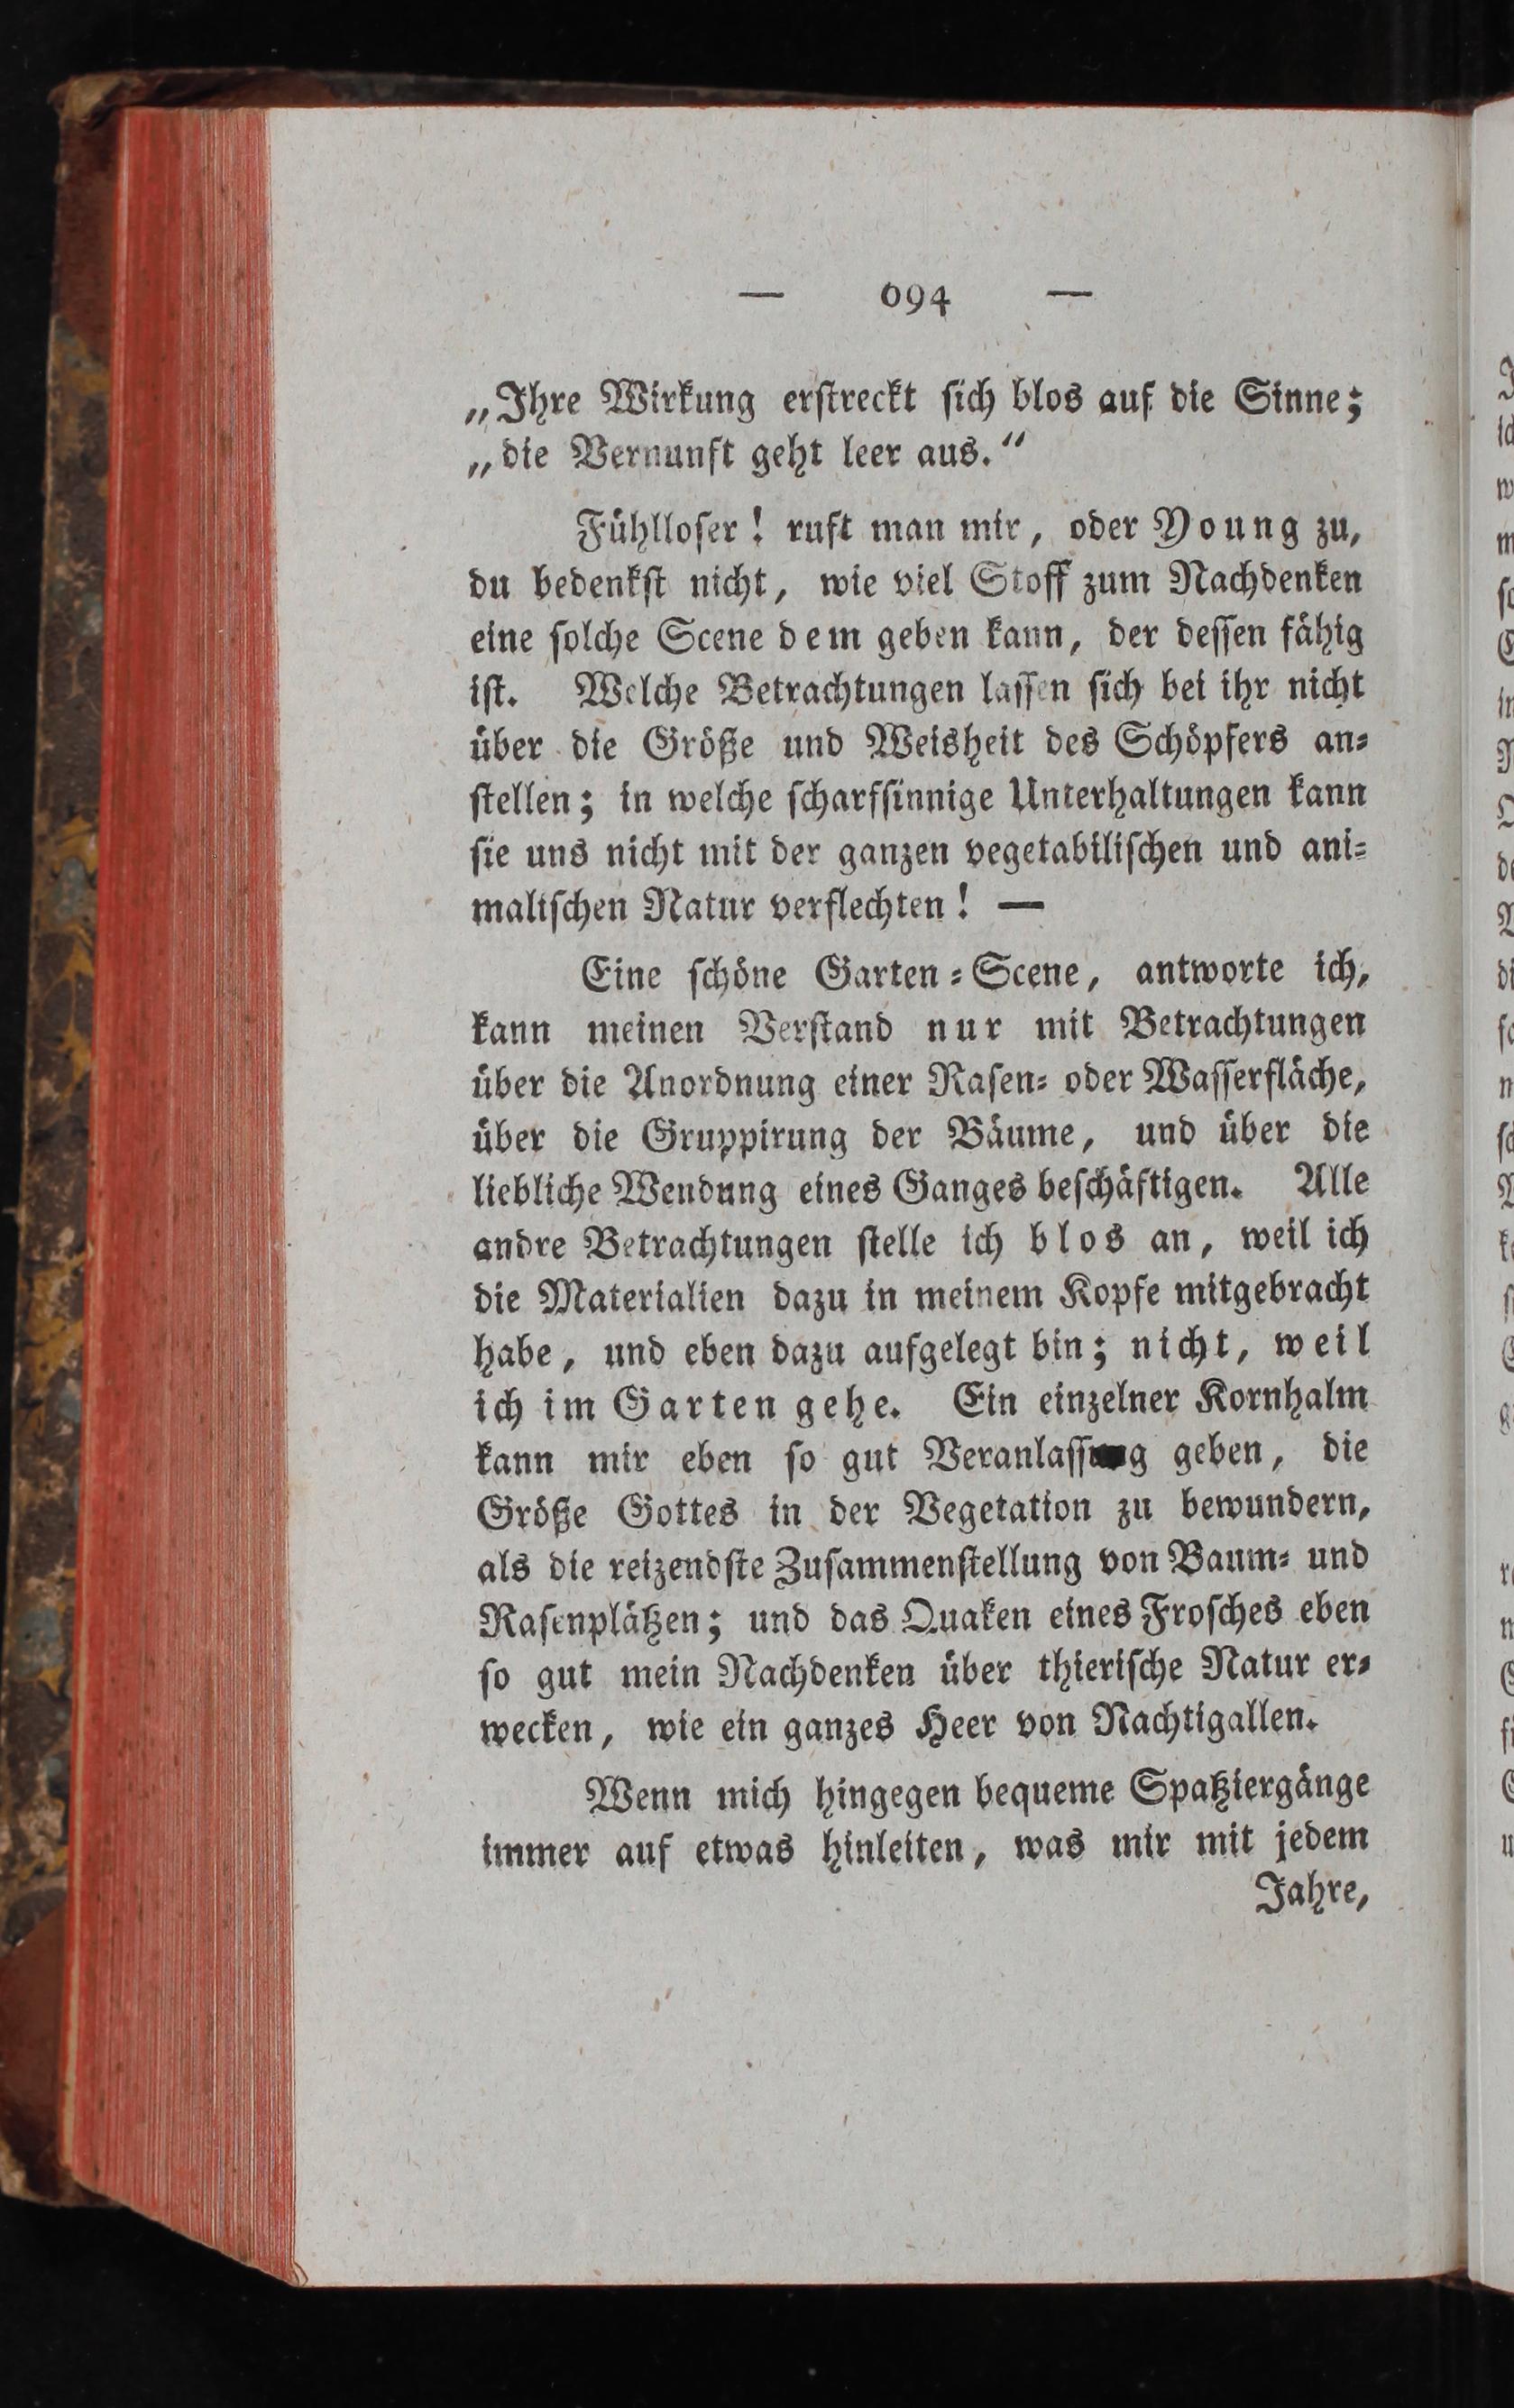 — 694 —
„Ihre Wirkung erstreckt sich blos auf die Sinne;
„die Vernunft geht leer aus.“
Fühlloser! ruft man mir, oder Young zu,
du bedenkst nicht, wie viel Stoff zum Nachdenken
eine solche Scene dem geben kann, der dessen fähig
ist. Welche Betrachtungen lassen sich bei ihr nicht
über die Größe und Weisheit des Schöpfers an-
stellen; in welche scharfsinnige Unterhaltungen kann
sie uns nicht mit der ganzen vegetabilischen und ani-
malischen Natur verflechten! —
Eine schöne Garten-Scene, antworte ich,
kann meinen Verstand nur mit Betrachtungen
über die Anordnung einer Rasen- oder Wasserfläche,
über die Gruppirung der Bäume, und über die
liebliche Wendung eines Ganges beschäftigen. Alle
andre Betrachtungen stelle ich blos an, weil ich
die Materialien dazu in meinem Kopfe mitgebracht
habe, und eben dazu aufgelegt bin; nicht, weil
ich im Garten gehe. Ein einzelner Kornhalm
kann mir eben so gut Veranlassung geben, die
Größe Gottes in der Vegetation zu bewundern,
als die reizendste Zusammenstellung von Baum- und
Rasenplätzen; und das Quaken eines Frosches eben
so gut mein Nachdenken über thierische Natur er-
wecken, wie ein ganzes Heer von Nachtigallen.
Wenn mich hingegen bequeme Spatziergänge
immer auf etwas hinleiten, was mir mit jedem
Jahre,